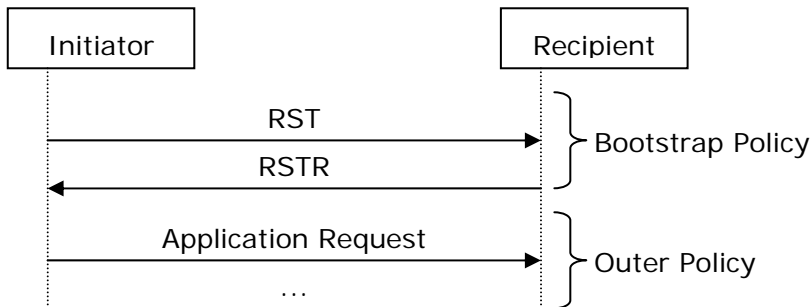 Initiator
Recipient
RST
Bootstrap Policy
RSTR
Application Request
Outer Policy
...